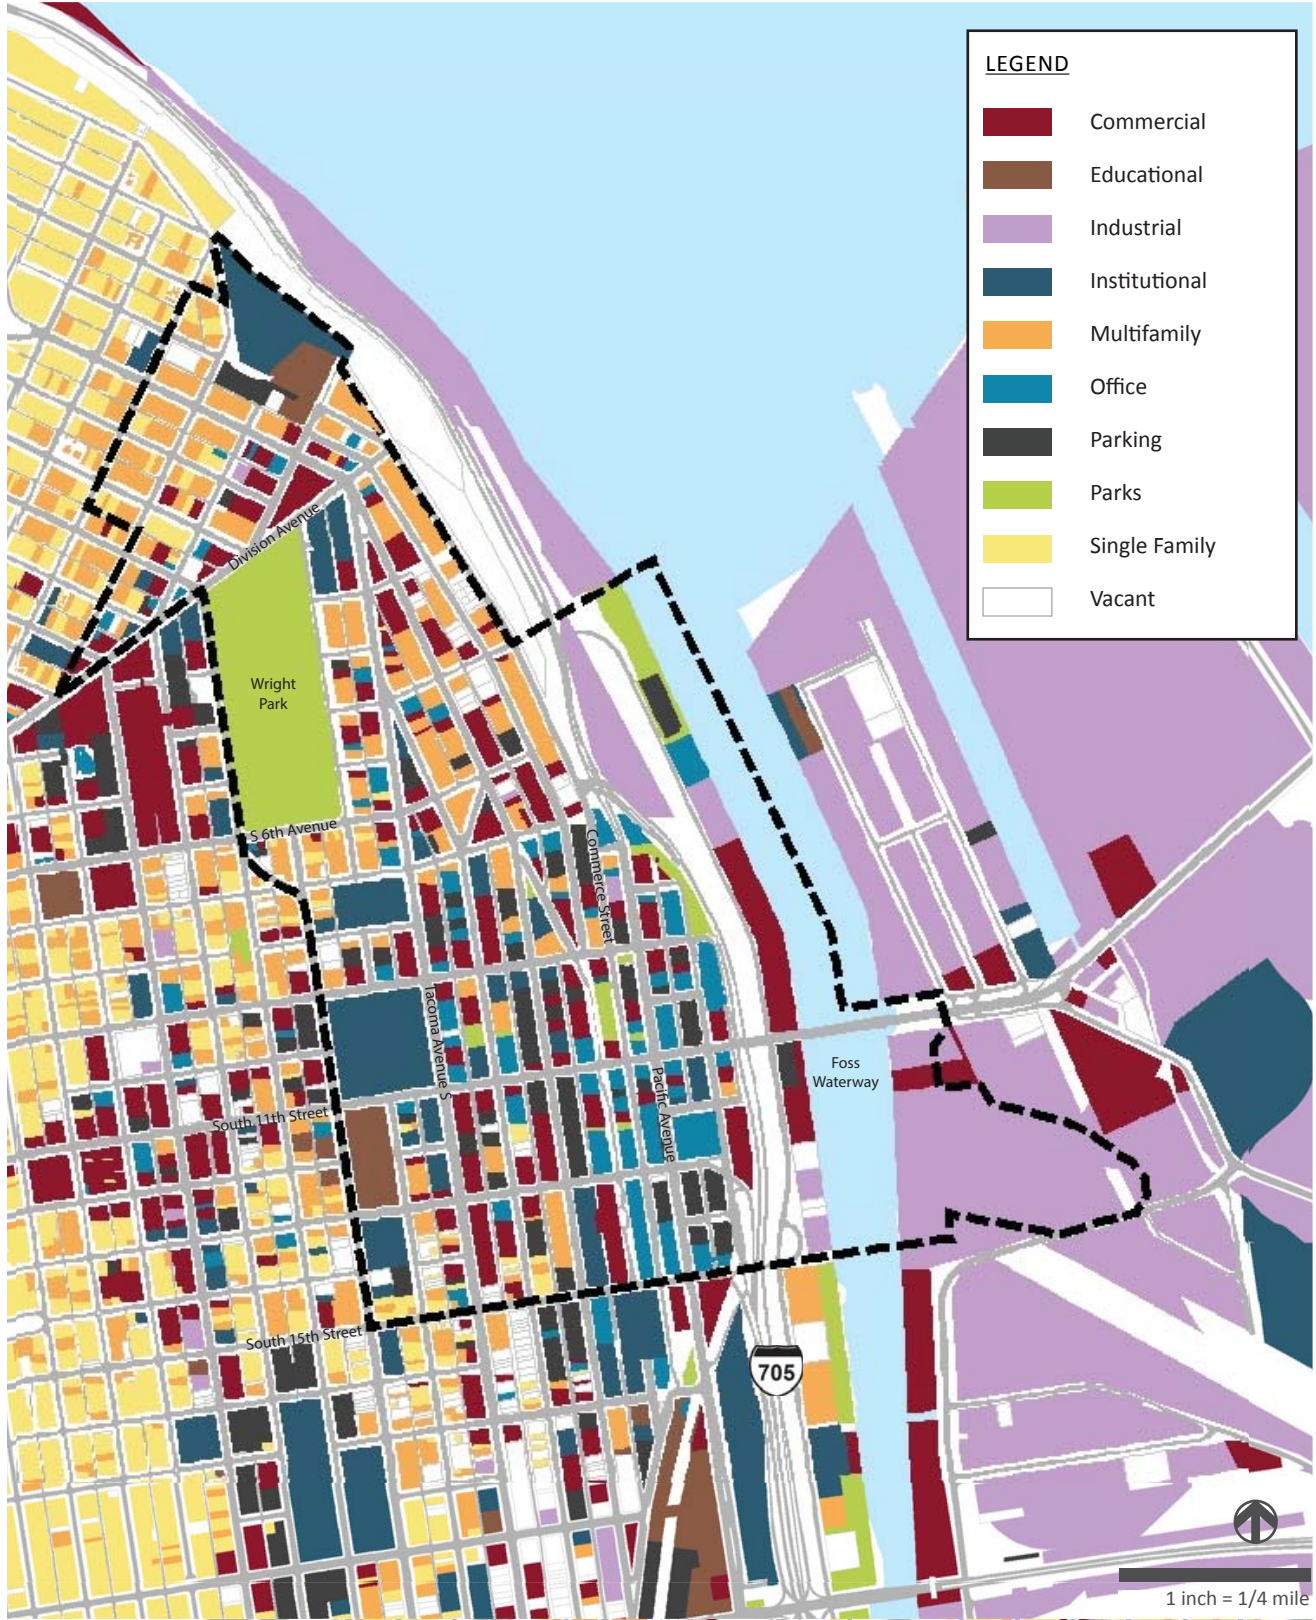 LEGEND
Commercial
Educational
Industrial
Institutional
Multifamily
Office
Parking
Parks
Single Family
Vacant
Division Avenue
Wright
Park
S 6th Avenue
Commerce Street
Tacoma Avenue S
Foss
Waterway
Pacific Avenue
South 11th Street
South 15th Street
705
1 inch = 1/4 mile